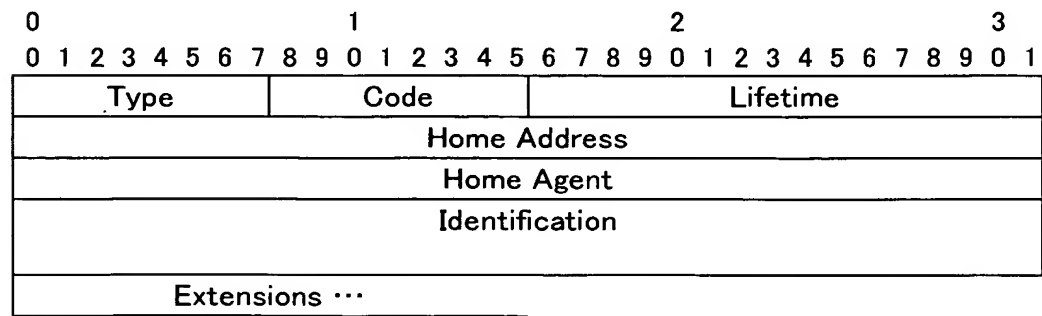 0 1 2 3
0 1 2 3 4 5 6 7 8 9 0 1 2 3 4 5 6 7 8 9 0 1 2 3 4 5 6 7 8 9 0 1
Type Code Lifetime
Home Address
Home Agent
Identification
Extensions ···